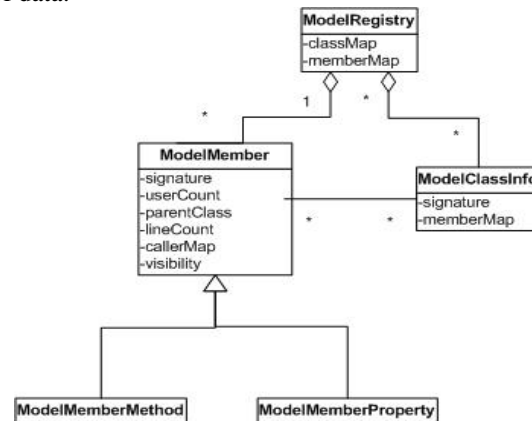 data.
ModelRegistry
-classMap
-memberMap
1
*
*
*
ModelMember
-signature
-userCount
-parentClass
-lineCount
-callerMap
-visibility
ModelClassInfo
-signature
-memberMap
*
*
ModelMemberMethod
ModelMemberProperty